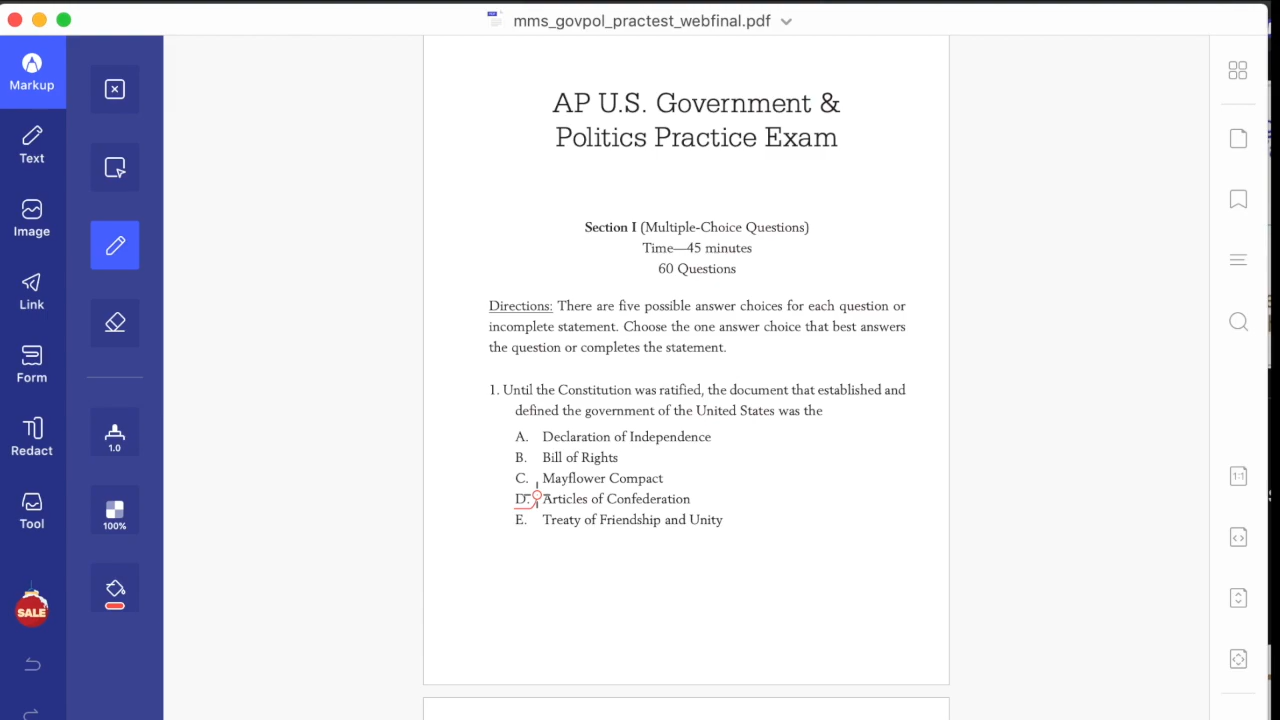 mms_govpol_practest_webfinal.pdf
Markup
Text
Image
Link
Form
Redact
Tool
SALE
1.0
100%
AP U.S. Government &
Politics Practice Exam
Section I (Multiple-Choice Questions)
Time—45 minutes
60 Questions
Directions: There are five possible answer choices for each question or
incomplete statement. Choose the one answer choice that best answers
the question or completes the statement.
1. Until the Constitution was ratified, the document that established and
defined the government of the United States was the
A. Declaration of Independence
B. Bill of Rights
C. Mayflower Compact
D. Articles of Confederation
E. Treaty of Friendship and Unity
1:1